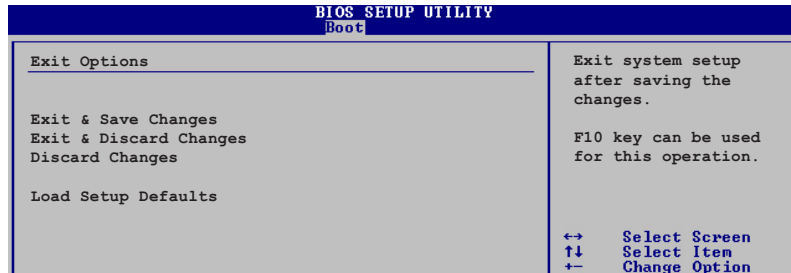 BIOS SETUP UTILITY
Boot
Exit Options
Exit & Save Changes
Exit & Discard Changes
Discard Changes
Load Setup Defaults
Exit system setup
after saving the
changes.
F10 key can be used
for this operation.
←→ Select Screen
↑↓ Select Item
+- Change Option